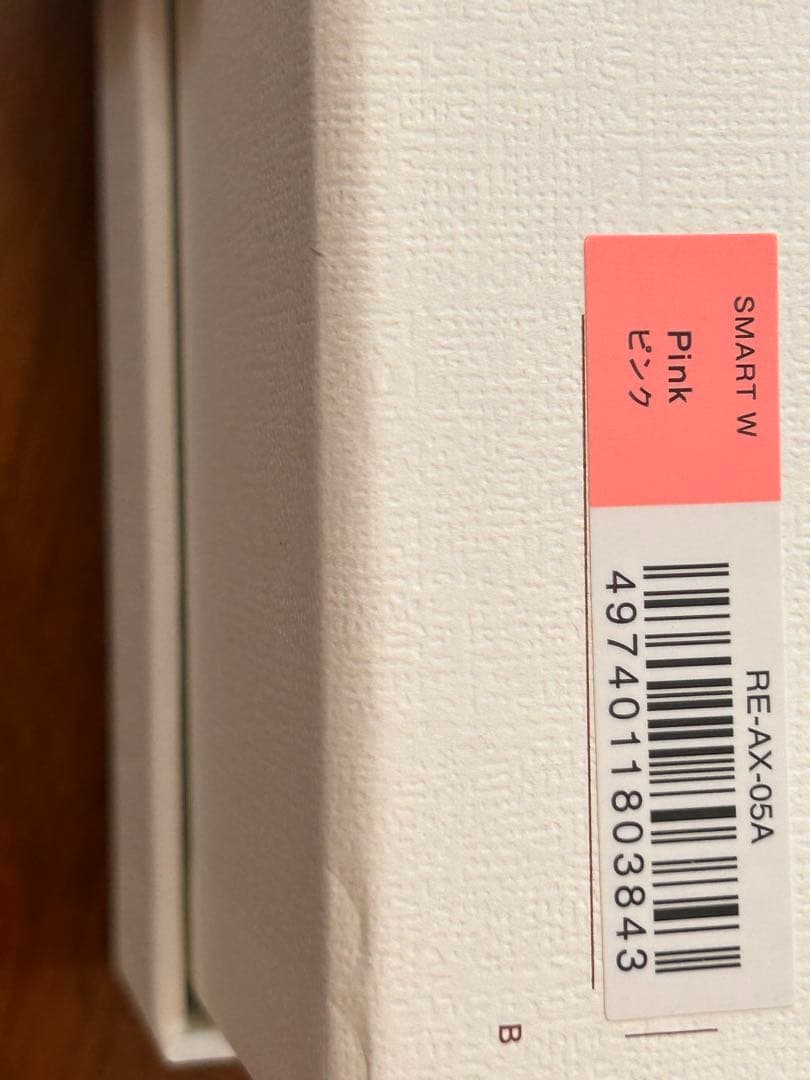 SMART W
Pink
ピンク
RE-AX-05A
4974011803843
B